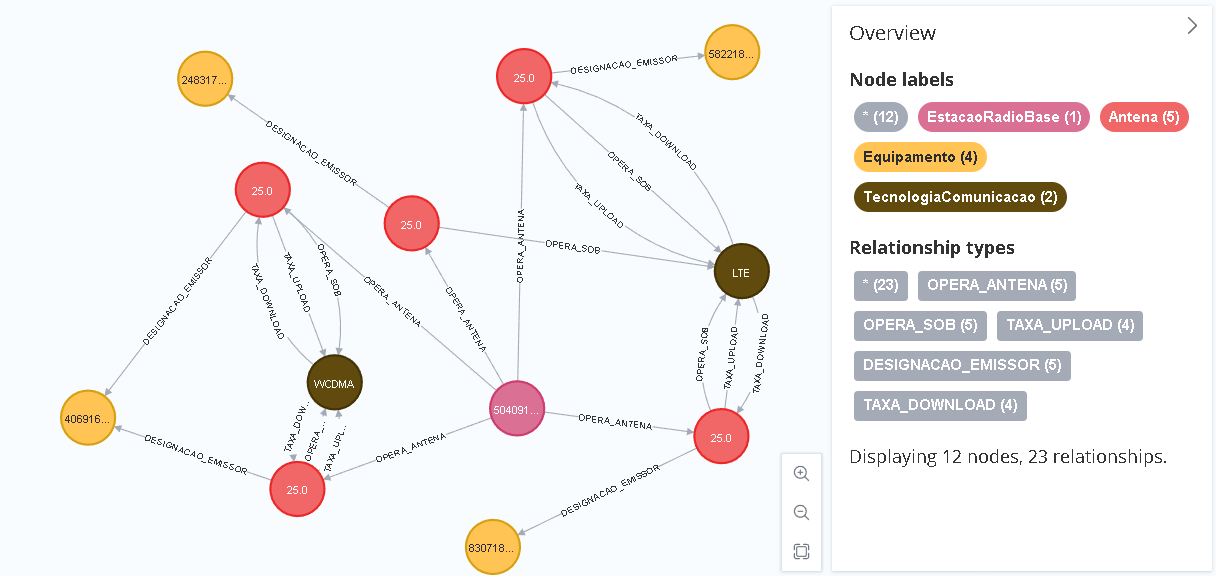 Overview
Node labels
* (12)
EstacaoRadioBase (1)
Antena (5)
Equipamento (4)
TecnologiaComunicacao (2)
Relationship types
* (23)
OPERA_ANTENA (5)
OPERA_SOB (5)
TAXA_UPLOAD (4)
DESIGNACAO_EMISSOR (5)
TAXA_DOWNLOAD (4)
Displaying 12 nodes, 23 relationships.
248317...
25.0
DESIGNACAO_EMISSOR
582218...
TAXA_DOWNLOAD
OPERA_SOB
TAXA_UPLOAD
DESIGNACAO_EMISSOR
25.0
25.0
OPERA_SOB
OPERA_ANTENA
LTE
DESIGNACAO_EMISSOR
TAXA_DOWNLOAD
TAXA_UPLOAD
OPERA_SOB
OPERA_ANTENA
OPERA_ANTENA
OPERA_SOB
TAXA_UPLOAD
TAXA_DOWNLOAD
WCDMA
406916...
504091...
OPERA_ANTENA
25.0
TAXA_DOW...
OPERA_...
TAXA_UPL...
OPERA_ANTENA
DESIGNACAO_EMISSOR
25.0
DESIGNACAO_EMISSOR
830718...